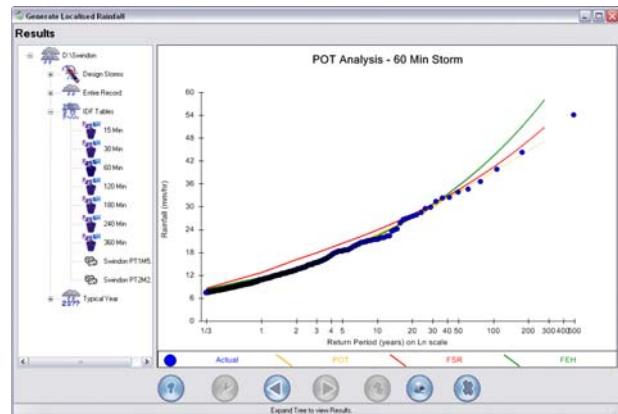 Generate Localised Rainfall
Results
D:\Swindon
Design Storms
Entire Record
IDF Tables
15 Min
30 Min
60 Min
120 Min
180 Min
240 Min
360 Min
Swindon PT1M5.
Swindon PT2M2.
Typical Year
POT Analysis - 60 Min Storm
Rainfall (mm/hr)
60
54
48
42
36
30
24
18
12
6
0
1/3 1 2 3 4 5 10 20 30 40 50 100 200 300 400 500
Return Period (years) on Ln scale
Actual POT FSR FEH
Expand Tree to view Results.